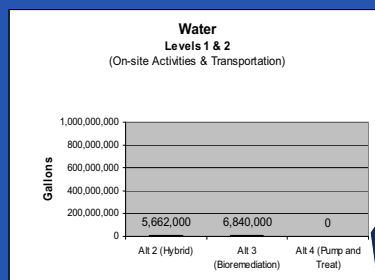 Water
Levels 1 & 2
(On-site Activities & Transportation)
Gallons
1,000,000,000
800,000,000
600,000,000
400,000,000
200,000,000
0
5,662,000 6,840,000 0
Alt 2 (Hybrid) Alt 3 Alt 4 (Pump and
(Bioremediation) Treat)